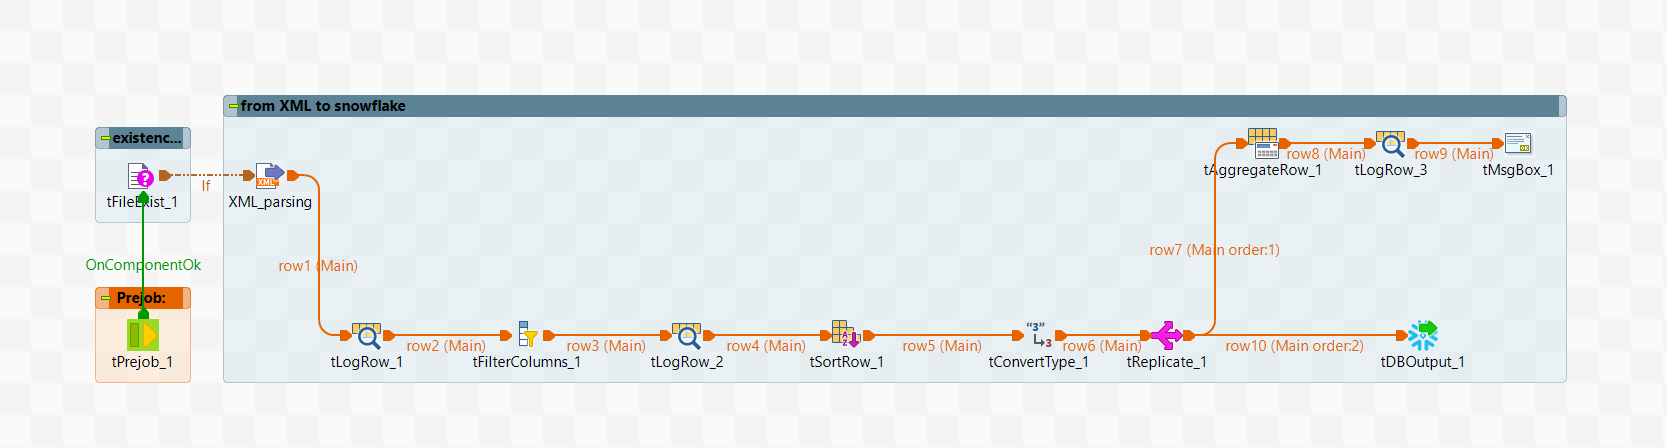 from XML to snowflake
existenc...
tFileExist_1
If
XML_parsing
OnComponentOk
Prejob:
tPrejob_1
row1 (Main)
tLogRow_1
row2 (Main)
tFilterColumns_1
row3 (Main)
tLogRow_2
row4 (Main)
tSortRow_1
row5 (Main)
"3"
3
tConvertType_1
row6 (Main)
tReplicate_1
row7 (Main order:1)
tAggregateRow_1
row8 (Main)
tLogRow_3
row9 (Main)
tMsgBox_1
row10 (Main order:2)
tDBOutput_1